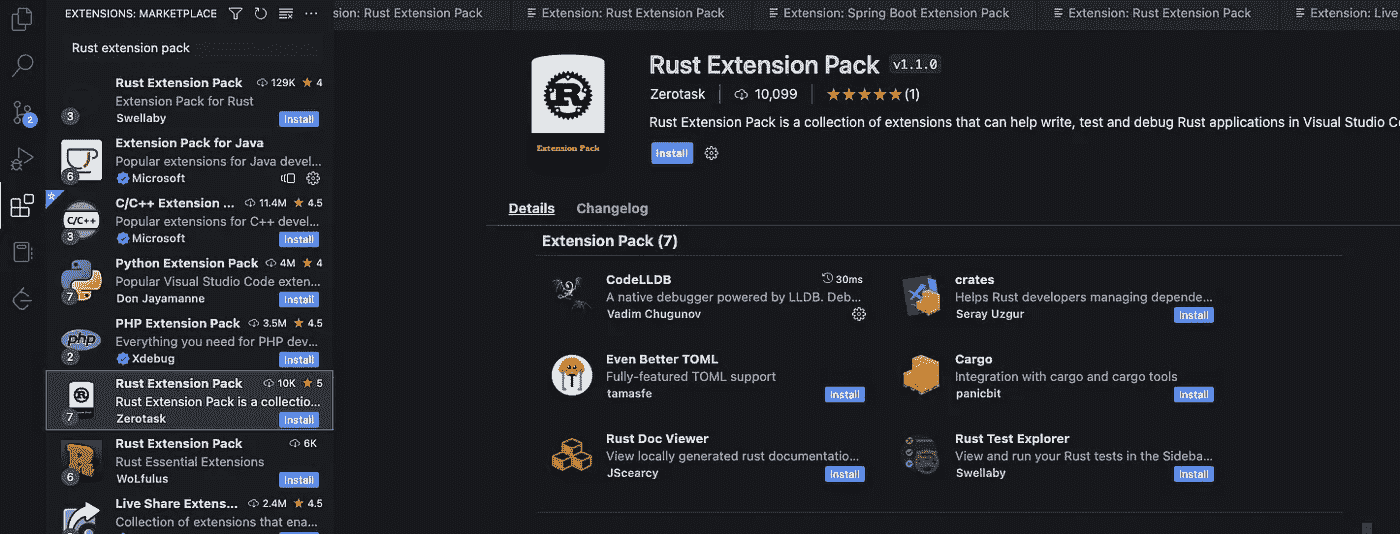 EXTENSIONS: MARKETPLACE
Rust extension pack
Rust Extension Pack 129K 4
Extension Pack for Rust
3
Swellaby Install
Extension Pack for Java
Popular extensions for Java devel...
6
Microsoft
C/C++ Extension ... 11.4M 4.5
C/C++
Popular extensions for C++ devel...
3
Microsoft Install
Python Extension Pack 4M 4
Popular Visual Studio Code exten...
7
Don Jayamanne Install
PHP Extension Pack 3.5M 4.5
php
Everything you need for PHP dev...
2
Xdebug Install
Rust Extension Pack 10K 5
R
Rust Extension Pack is a collectio...
7
Zerotask Install
Rust Extension Pack 6K
R
Rust Essential Extensions
6
WoLfulus Install
Live Share Extens... 2.4M 4.5
Collection of extensions that ena...
2
sion: Rust Extension Pack
Extension: Rust Extension Pack
Extension: Spring Boot Extension Pack
Extension: Rust Extension Pack
Extension: Live
R
Extension Pack
Rust Extension Pack v1.1.0
Zerotask 10,099 (1)
Rust Extension Pack is a collection of extensions that can help write, test and debug Rust applications in Visual Studio Co
Install
Details Changelog
Extension Pack (7)
CodeLLDB 30ms
A native debugger powered by LLDB. Deb...
Vadim Chugunov
crates
Helps Rust developers managing depende...
Seray Uzgur Install
Even Better TOML
T
Fully-featured TOML support
tamasfe Install
Cargo
Integration with cargo and cargo tools
panicbit Install
Rust Doc Viewer
View locally generated rust documentatio...
JScearcy Install
Rust Test Explorer
View and run your Rust tests in the Sideba...
Swellaby Install